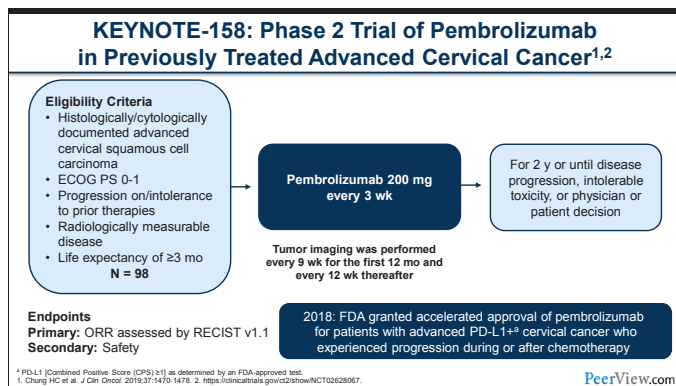 KEYNOTE-158: Phase 2 Trial of Pembrolizumab
in Previously Treated Advanced Cervical Cancer1,2
Eligibility Criteria
• Histologically/cytologically
documented advanced
cervical squamous cell
carcinoma
• ECOG PS 0-1
• Progression on/intolerance
to prior therapies
• Radiologically measurable
disease
• Life expectancy of ≥3 mo
N = 98
Pembrolizumab 200 mg
every 3 wk
Tumor imaging was performed
every 9 wk for the first 12 mo and
every 12 wk thereafter
For 2 y or until disease
progression, intolerable
toxicity, or physician or
patient decision
Endpoints
Primary: ORR assessed by RECIST v1.1
Secondary: Safety
2018: FDA granted accelerated approval of pembrolizumab
for patients with advanced PD-L1+a cervical cancer who
experienced progression during or after chemotherapy
a PD-L1 [Combined Positive Score (CPS) ≥1] as determined by an FDA-approved test.
1. Chung HC et al. J Clin Oncol. 2019;37:1470-1478. 2. https://clinicaltrials.gov/ct2/show/NCT02628067.
PeerView.com